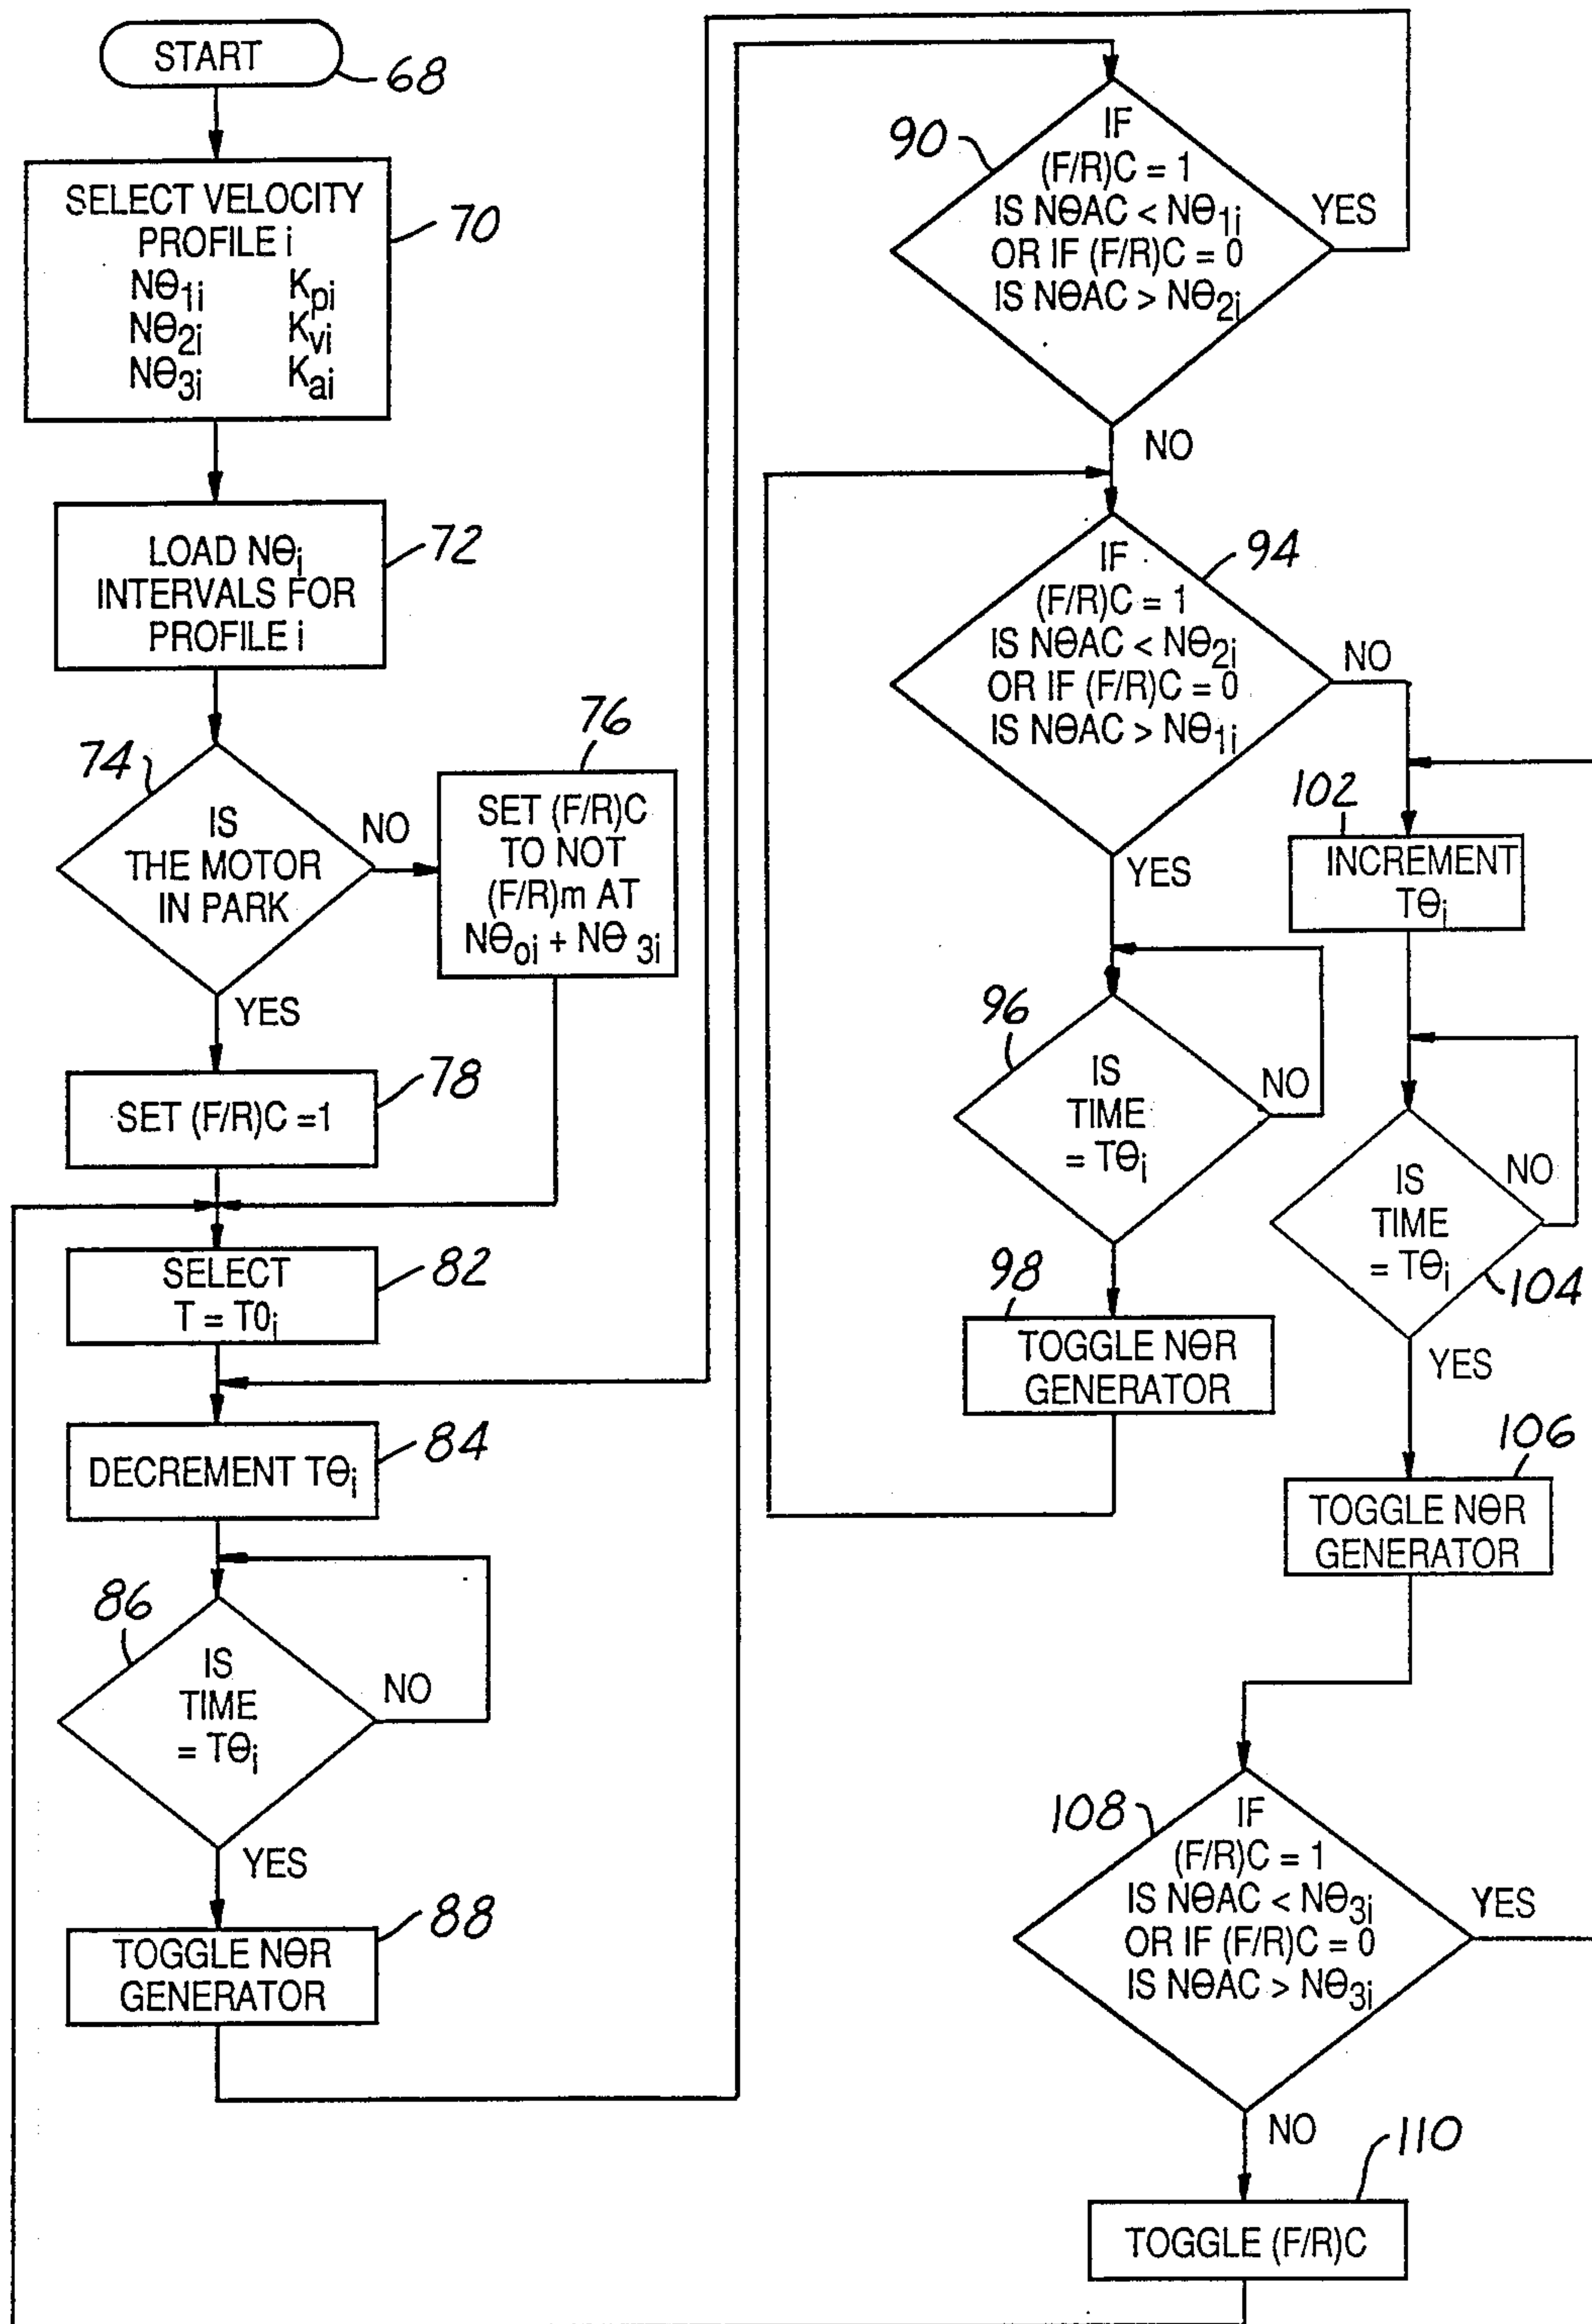 START
68
SELECT VELOCITY
PROFILE i
Nθ1i Kpi
Nθ2i Kvi
Nθ3i Kai
70
LOAD Nθi
INTERVALS FOR
PROFILE i
72
74
IS
THE MOTOR
IN PARK
NO
YES
76
SET (F/R)C
TO NOT
(F/R)m AT
Nθoi + Nθ 3i
SET (F/R)C =1
78
SELECT
T = T0i
82
DECREMENT Tθi
84
86
IS
TIME
= Tθi
NO
YES
TOGGLE NθR
GENERATOR
88
90
IF
(F/R)C = 1
IS NθAC < Nθ1i
OR IF (F/R)C = 0
IS NθAC > Nθ2i
YES
NO
94
IF
(F/R)C = 1
IS NθAC < Nθ2i
OR IF (F/R)C = 0
IS NθAC > Nθ1i
NO
YES
96
IS
TIME
= Tθi
NO
98
TOGGLE NθR
GENERATOR
102
INCREMENT
Tθi
IS
TIME
= Tθi
NO
104
YES
106
TOGGLE NθR
GENERATOR
108
IF
(F/R)C = 1
IS NθAC < Nθ3i
OR IF (F/R)C = 0
IS NθAC > Nθ3i
YES
NO
110
TOGGLE (F/R)C